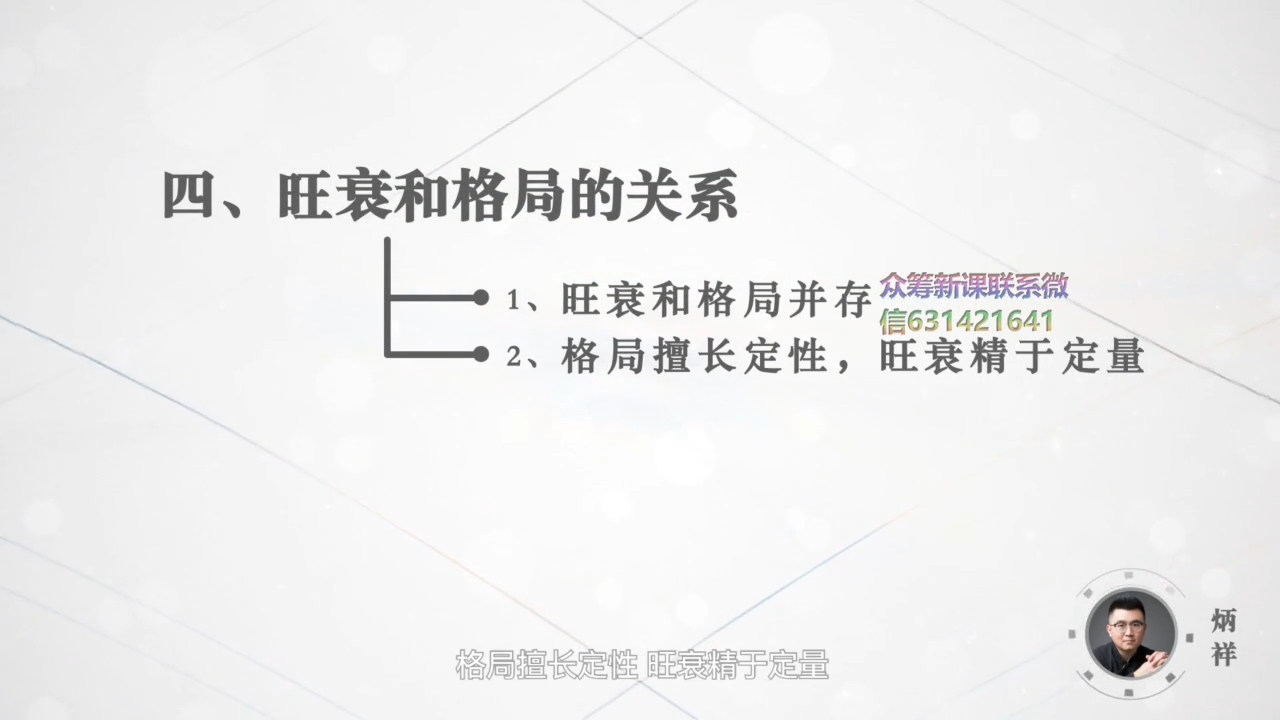 四、旺衰和格局的关系
1、旺衰和格局并存
众筹新课联系微
信631421641
2、格局擅长定性，旺衰精于定量
炳祥
格局擅长定性 旺衰精于定量